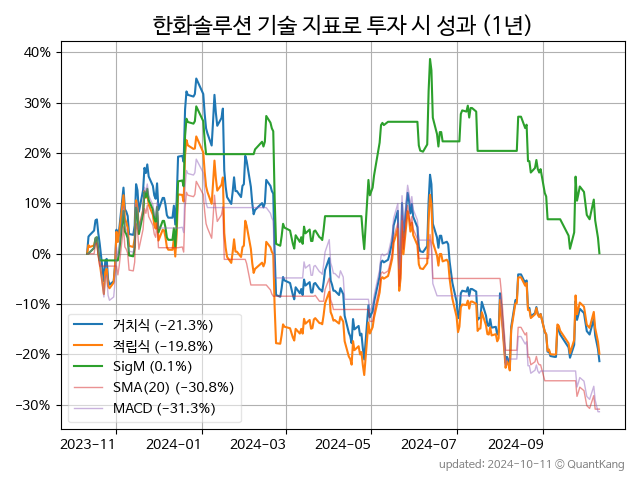 한화솔루션 기술 지표로 투자 시 성과 (1년)
40%
30%
20%
10%
0%
−10%
−20%
−30%
거치식 (−21.3%)
적립식 (−19.8%)
SigM (0.1%)
SMA(20) (−30.8%)
MACD (−31.3%)
2023-11 2024-01 2024-03 2024-05 2024-07 2024-09
updated: 2024-10-11 © QuantKang